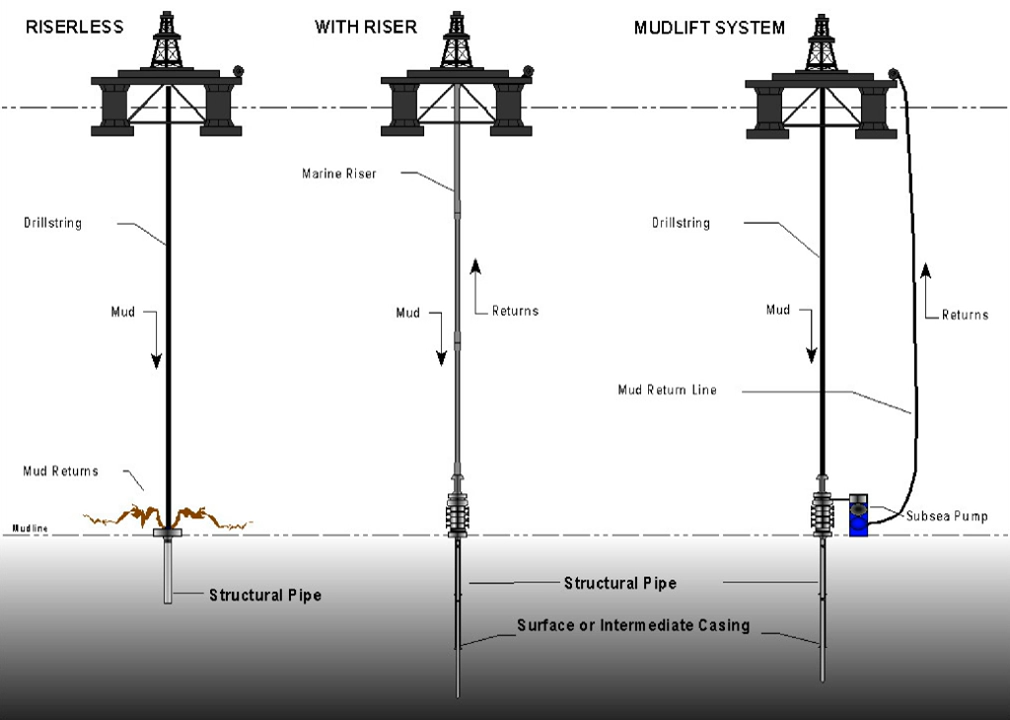 RISERLESS
WITH RISER
MUDLIFT SYSTEM
Marine Riser
Drillstring
Drillstring
Mud
Mud
Returns
Mud
Returns
Mud Return Line
Mud Returns
Mudline
Subsea Pump
Structural Pipe
Structural Pipe
Surface or Intermediate Casing